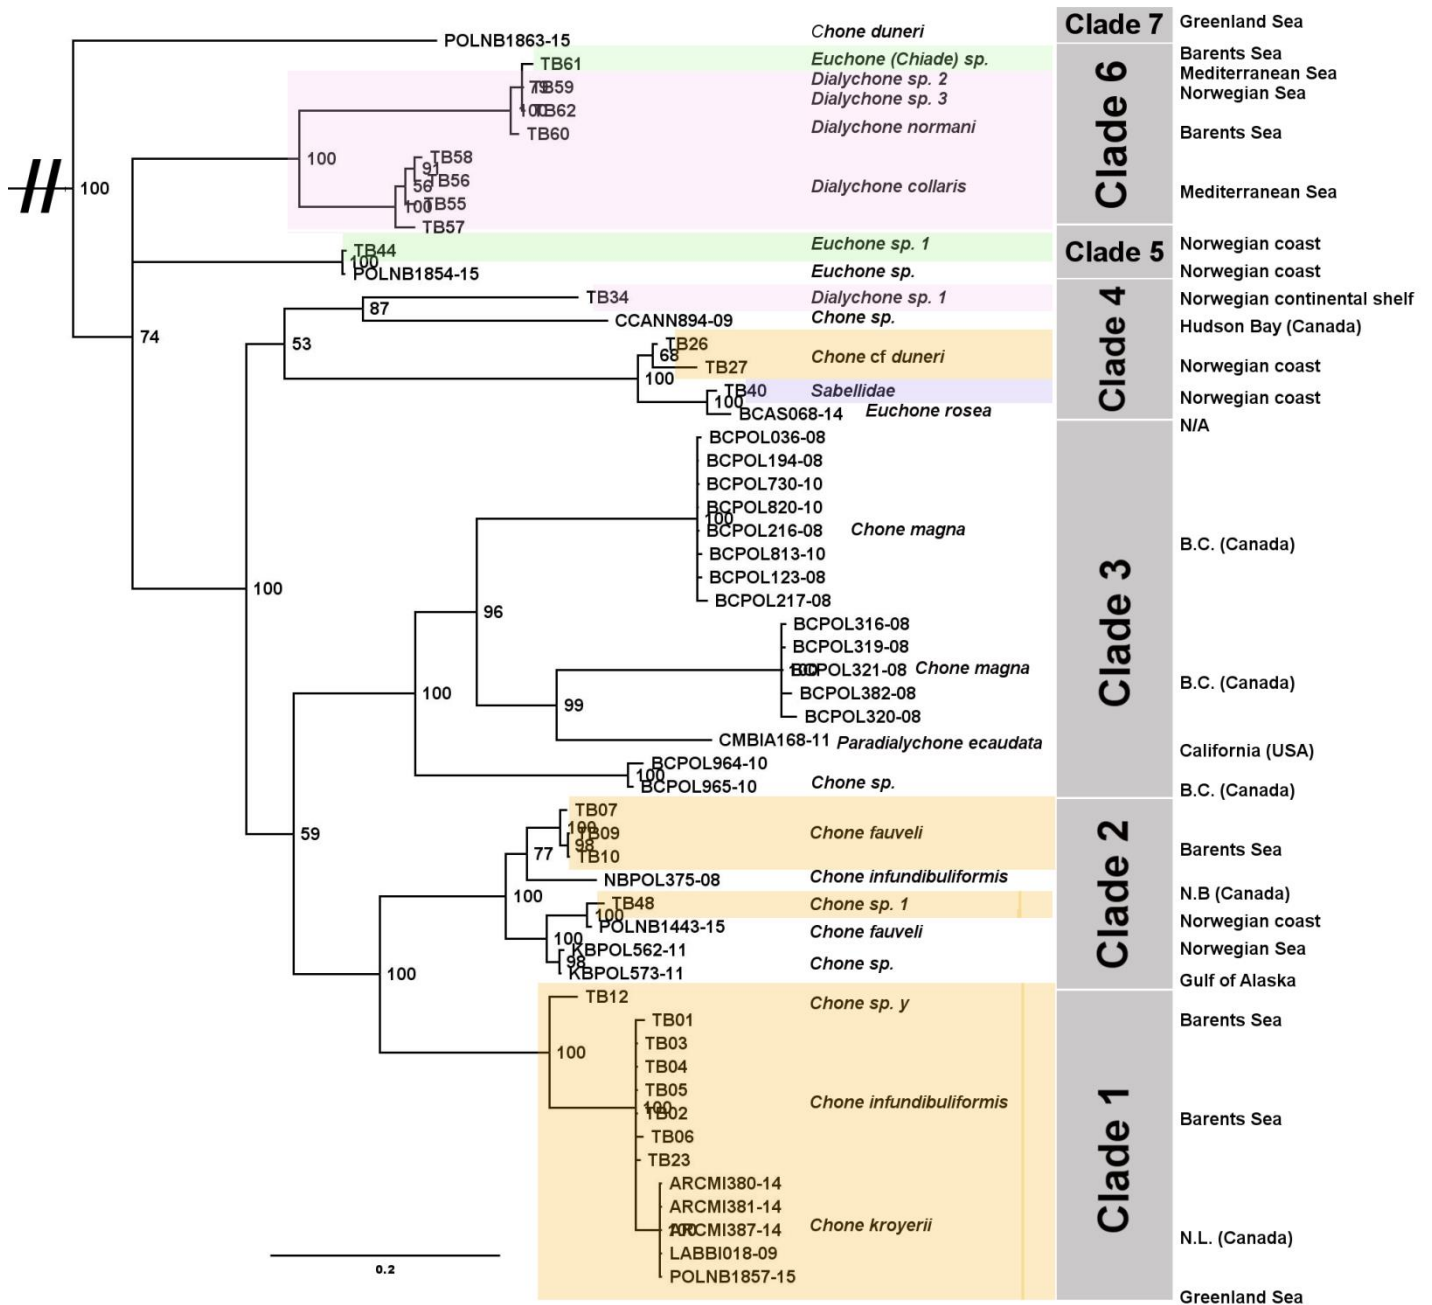 Clade 7 Greenland Sea
POLNB1863-15 Chone duneri
TB61 Euchone (Chiade) sp. Barents Sea
TB59 Dialychone sp. 2 Mediterranean Sea
79
TB62 Dialychone sp. 3 Norwegian Sea
100
TB60 Dialychone normani Barents Sea
Clade 6
100
TB58
91
TB56
56
TB55
100
TB57
Dialychone collaris Mediterranean Sea
100
TB44 Euchone sp. 1 Norwegian coast
100
Clade 5
POLNB1854-15 Euchone sp. Norwegian coast
TB34 Dialychone sp. 1 Norwegian continental shelf
87
CCANN894-09 Chone sp. Hudson Bay (Canada)
74
53
TB26
68
TB27
Chone cf duneri Norwegian coast
100
Clade 4
TB40 Sabellidae Norwegian coast
100
BCAS068-14 Euchone rosea N/A
BCPOL036-08
BCPOL194-08
BCPOL730-10
BCPOL820-10
100
BCPOL216-08 Chone magna B.C. (Canada)
BCPOL813-10
BCPOL123-08
BCPOL217-08
100
96
Clade 3
BCPOL316-08
BCPOL319-08
BCPOL321-08 Chone magna B.C. (Canada)
100
BCPOL382-08
BCPOL320-08
100
99
CMBIA168-11 Paradialychone ecaudata California (USA)
BCPOL964-10
100
BCPOL965-10 Chone sp. B.C. (Canada)
59
TB07
100
TB09 Chone fauveli Barents Sea
98
TB10
77
NBPOL375-08 Chone infundibuliformis N.B (Canada)
100
Clade 2
TB48 Chone sp. 1 Norwegian coast
100
POLNB1443-15 Chone fauveli Norwegian Sea
100
KBPOL562-11
98
KBPOL573-11
Chone sp. Gulf of Alaska
100
TB12 Chone sp. y Barents Sea
100
TB01
TB03
TB04
TB05
100
TB02
Chone infundibuliformis Barents Sea
TB06
TB23
Clade 1
ARCMI380-14
ARCMI381-14
ARCMI387-14
100
Chone kroyerii N.L. (Canada)
LABBI018-09
POLNB1857-15 Greenland Sea
0.2